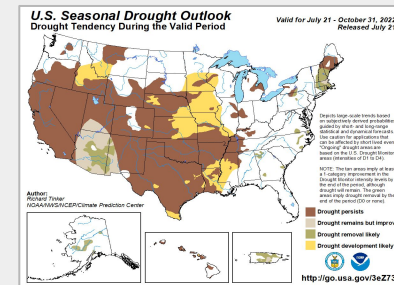 U.S. Seasonal Drought Outlook
Drought Tendency During the Valid Period
Valid for July 21 - October 31, 202
Released July 21
Depicts large-scale trends based
on subjectively derived probabilitie
guided by short- and long-range
statistical and dynamical forecasts
Use caution for applications that
can be affected by short lived even
"Ongoing" drought areas are
based on the U.S. Drought Monitor
areas (intensities of D1 to D4).
NOTE: The tan areas imply at leas
a 1-category improvement in the
Drought Monitor intensity levels by
the end of the period, although
drought will remain. The green
areas imply drought removal by the
end of the period (D0 or none).
Author:
Richard Tinker
NOAA/NWS/NCEP/Climate Prediction Center
Drought persists
Drought remains but improv
Drought removal likely
Drought development likely
http://go.usa.gov/3eZ73